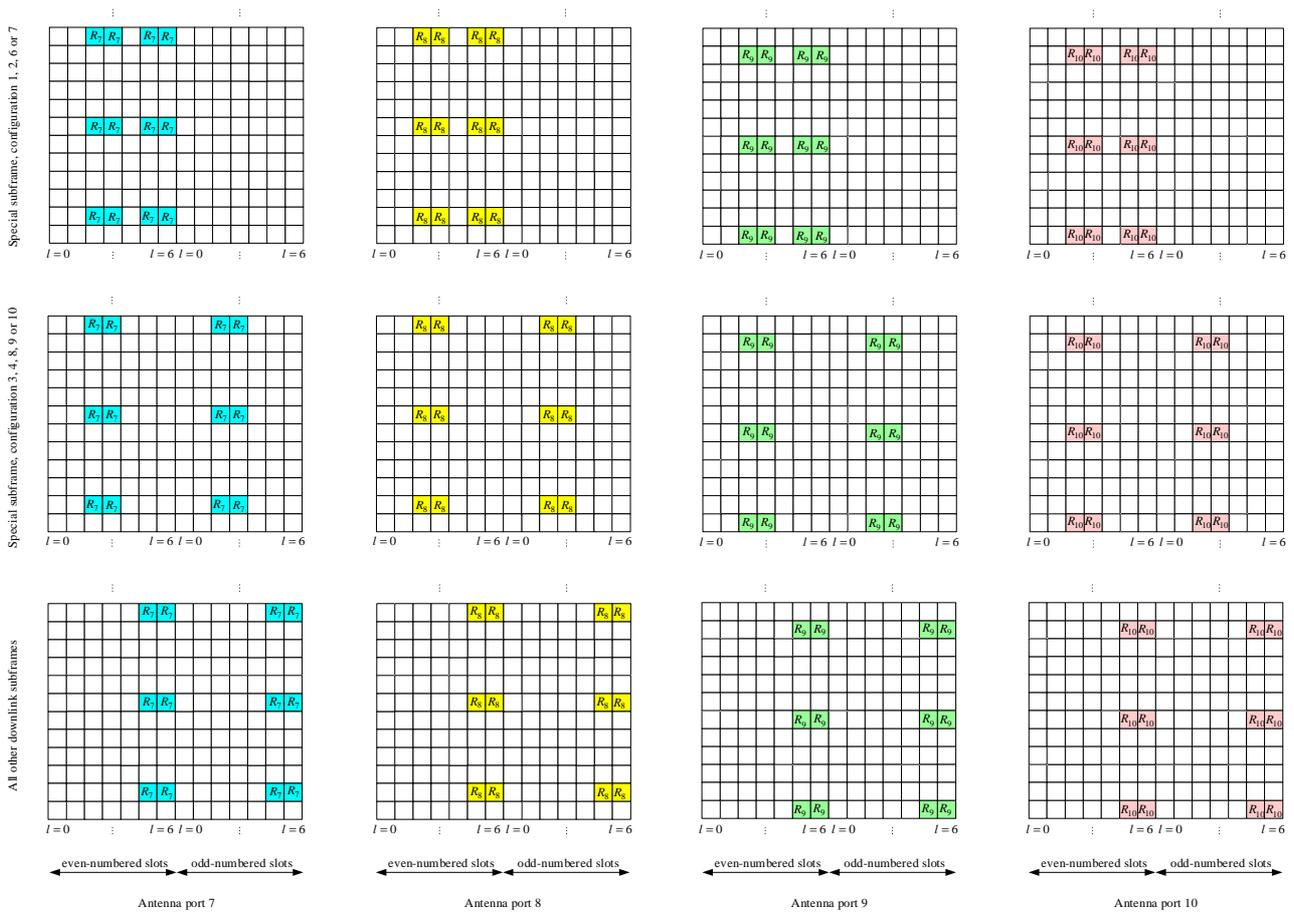 Special subframe, configuration 1, 2, 6 or 7
R7 R7 R7 R7 R8 R8 R8 R8
R9 R9 R9 R9 R10 R10 R10 R10
R7 R7 R7 R7 R8 R8 R8 R8
R9 R9 R9 R9 R10 R10 R10 R10
R7 R7 R7 R7 R8 R8 R8 R8
R9 R9 R9 R9 R10 R10 R10 R10
l = 0 l = 6 l = 0 l = 6 l = 0 l = 6 l = 0 l = 6 l = 0 l = 6 l = 0 l = 6 l = 0 l = 6 l = 0 l = 6
Special subframe, configuration 3, 4, 8, 9 or 10
R7 R7 R7 R7 R8 R8 R8 R8
R9 R9 R9 R9 R10 R10 R10 R10
R7 R7 R7 R7 R8 R8 R8 R8
R9 R9 R9 R9 R10 R10 R10 R10
R7 R7 R7 R7 R8 R8 R8 R8
R9 R9 R9 R9 R10 R10 R10 R10
l = 0 l = 6 l = 0 l = 6 l = 0 l = 6 l = 0 l = 6 l = 0 l = 6 l = 0 l = 6 l = 0 l = 6 l = 0 l = 6
All other downlink subframes
R7 R7 R7 R7 R8 R8 R8 R8
R9 R9 R9 R9 R10 R10 R10 R10
R7 R7 R7 R7 R8 R8 R8 R8
R9 R9 R9 R9 R10 R10 R10 R10
R7 R7 R7 R7 R8 R8 R8 R8
R9 R9 R9 R9 R10 R10 R10 R10
l = 0 l = 6 l = 0 l = 6 l = 0 l = 6 l = 0 l = 6 l = 0 l = 6 l = 0 l = 6 l = 0 l = 6 l = 0 l = 6
even-numbered slots odd-numbered slots even-numbered slots odd-numbered slots even-numbered slots odd-numbered slots even-numbered slots odd-numbered slots
Antenna port 7 Antenna port 8 Antenna port 9 Antenna port 10